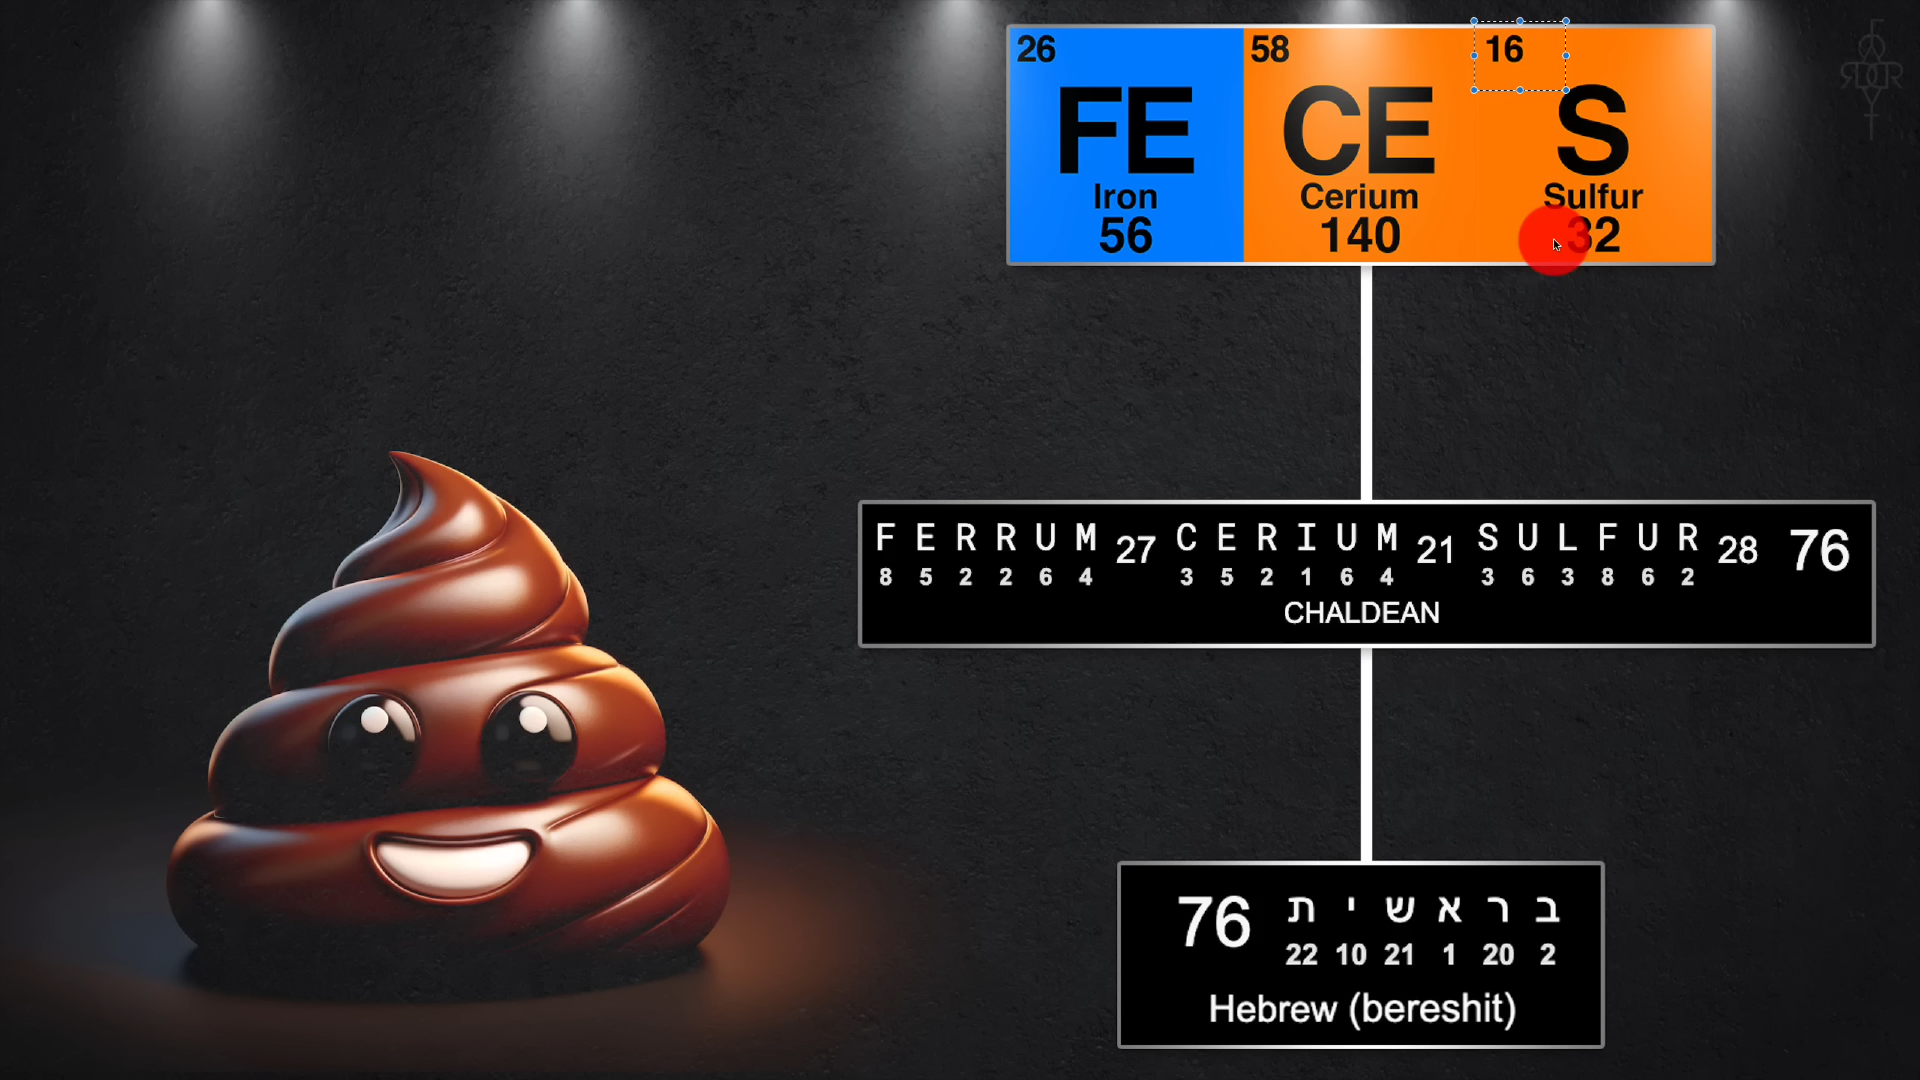 26 58 16
FE CE S
Iron Cerium Sulfur
56 140 32
F E R R U M 27 C E R I U M 21 S U L F U R 28 76
8 5 2 2 6 4 3 5 2 1 6 4 3 6 3 8 6 2
CHALDEAN
76 ב ר א ש י ת
22 10 21 1 20 2
Hebrew (bereshit)